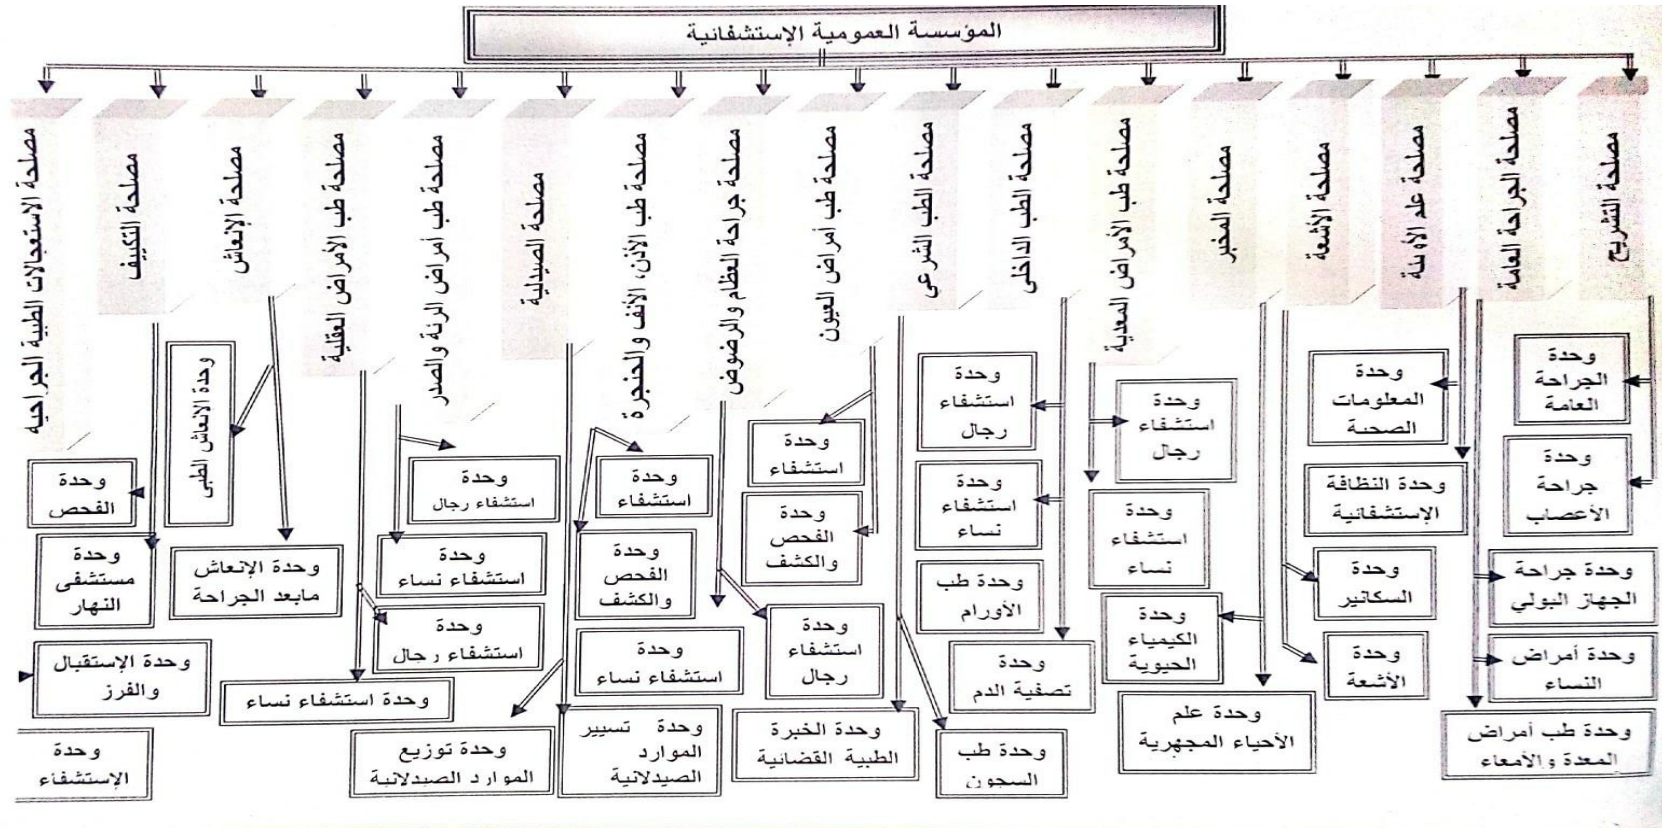 المؤسسة العمومية الإستشفائية
مصلحة التشريح
مصلحة الجراحة العامة
مصلحة علم الأوبئة
مصلحة الأشعة
مصلحة المخبر
مصلحة طب الأمراض المعدية
مصلحة الطب الداخلي
مصلحة الطب الشرعي
مصلحة طب أمراض العيون
مصلحة جراحة العظام والرضوض
مصلحة طب الأذن، الأنف والحنجرة
مصلحة الصيدلية
مصلحة طب أمراض الرئة والصدر
مصلحة طب الأمراض العقلية
مصلحة الإنعاش
مصلحة التكييف
مصلحة الاستعجالات الطبية الجراحية
وحدة
الجراحة
العامة
وحدة
جراحة
الأعصاب
وحدة جراحة
الجهاز البولي
وحدة أمراض
النساء
وحدة طب أمراض
المعدة والأمعاء
وحدة
المعلومات
الصحية
وحدة النظافة
الإستشفائية
وحدة
السكانير
وحدة
الأشعة
وحدة
استشفاء
رجال
وحدة
استشفاء
نساء
وحدة
الكيمياء
الحيوية
وحدة علم
الأحياء المجهرية
وحدة
استشفاء
رجال
وحدة
استشفاء
نساء
وحدة طب
الأورام
وحدة
تصفية الدم
وحدة طب
السجون
وحدة
استشفاء
وحدة
الفحص
والكشف
وحدة
استشفاء
رجال
وحدة الخبرة
الطبية القضائية
وحدة
استشفاء
وحدة
الفحص
والكشف
وحدة
استشفاء نساء
وحدة تسيير
الموارد
الصيدلانية
وحدة
استشفاء رجال
وحدة
استشفاء نساء
وحدة
استشفاء رجال
وحدة توزيع
الموارد الصيدلانية
وحدة الانعاش الطبي
وحدة الإنعاش
مابعد الجراحة
وحدة استشفاء نساء
وحدة
الفحص
وحدة
مستشفى
النهار
وحدة الإستقبال
والفرز
وحدة
الإستشفاء